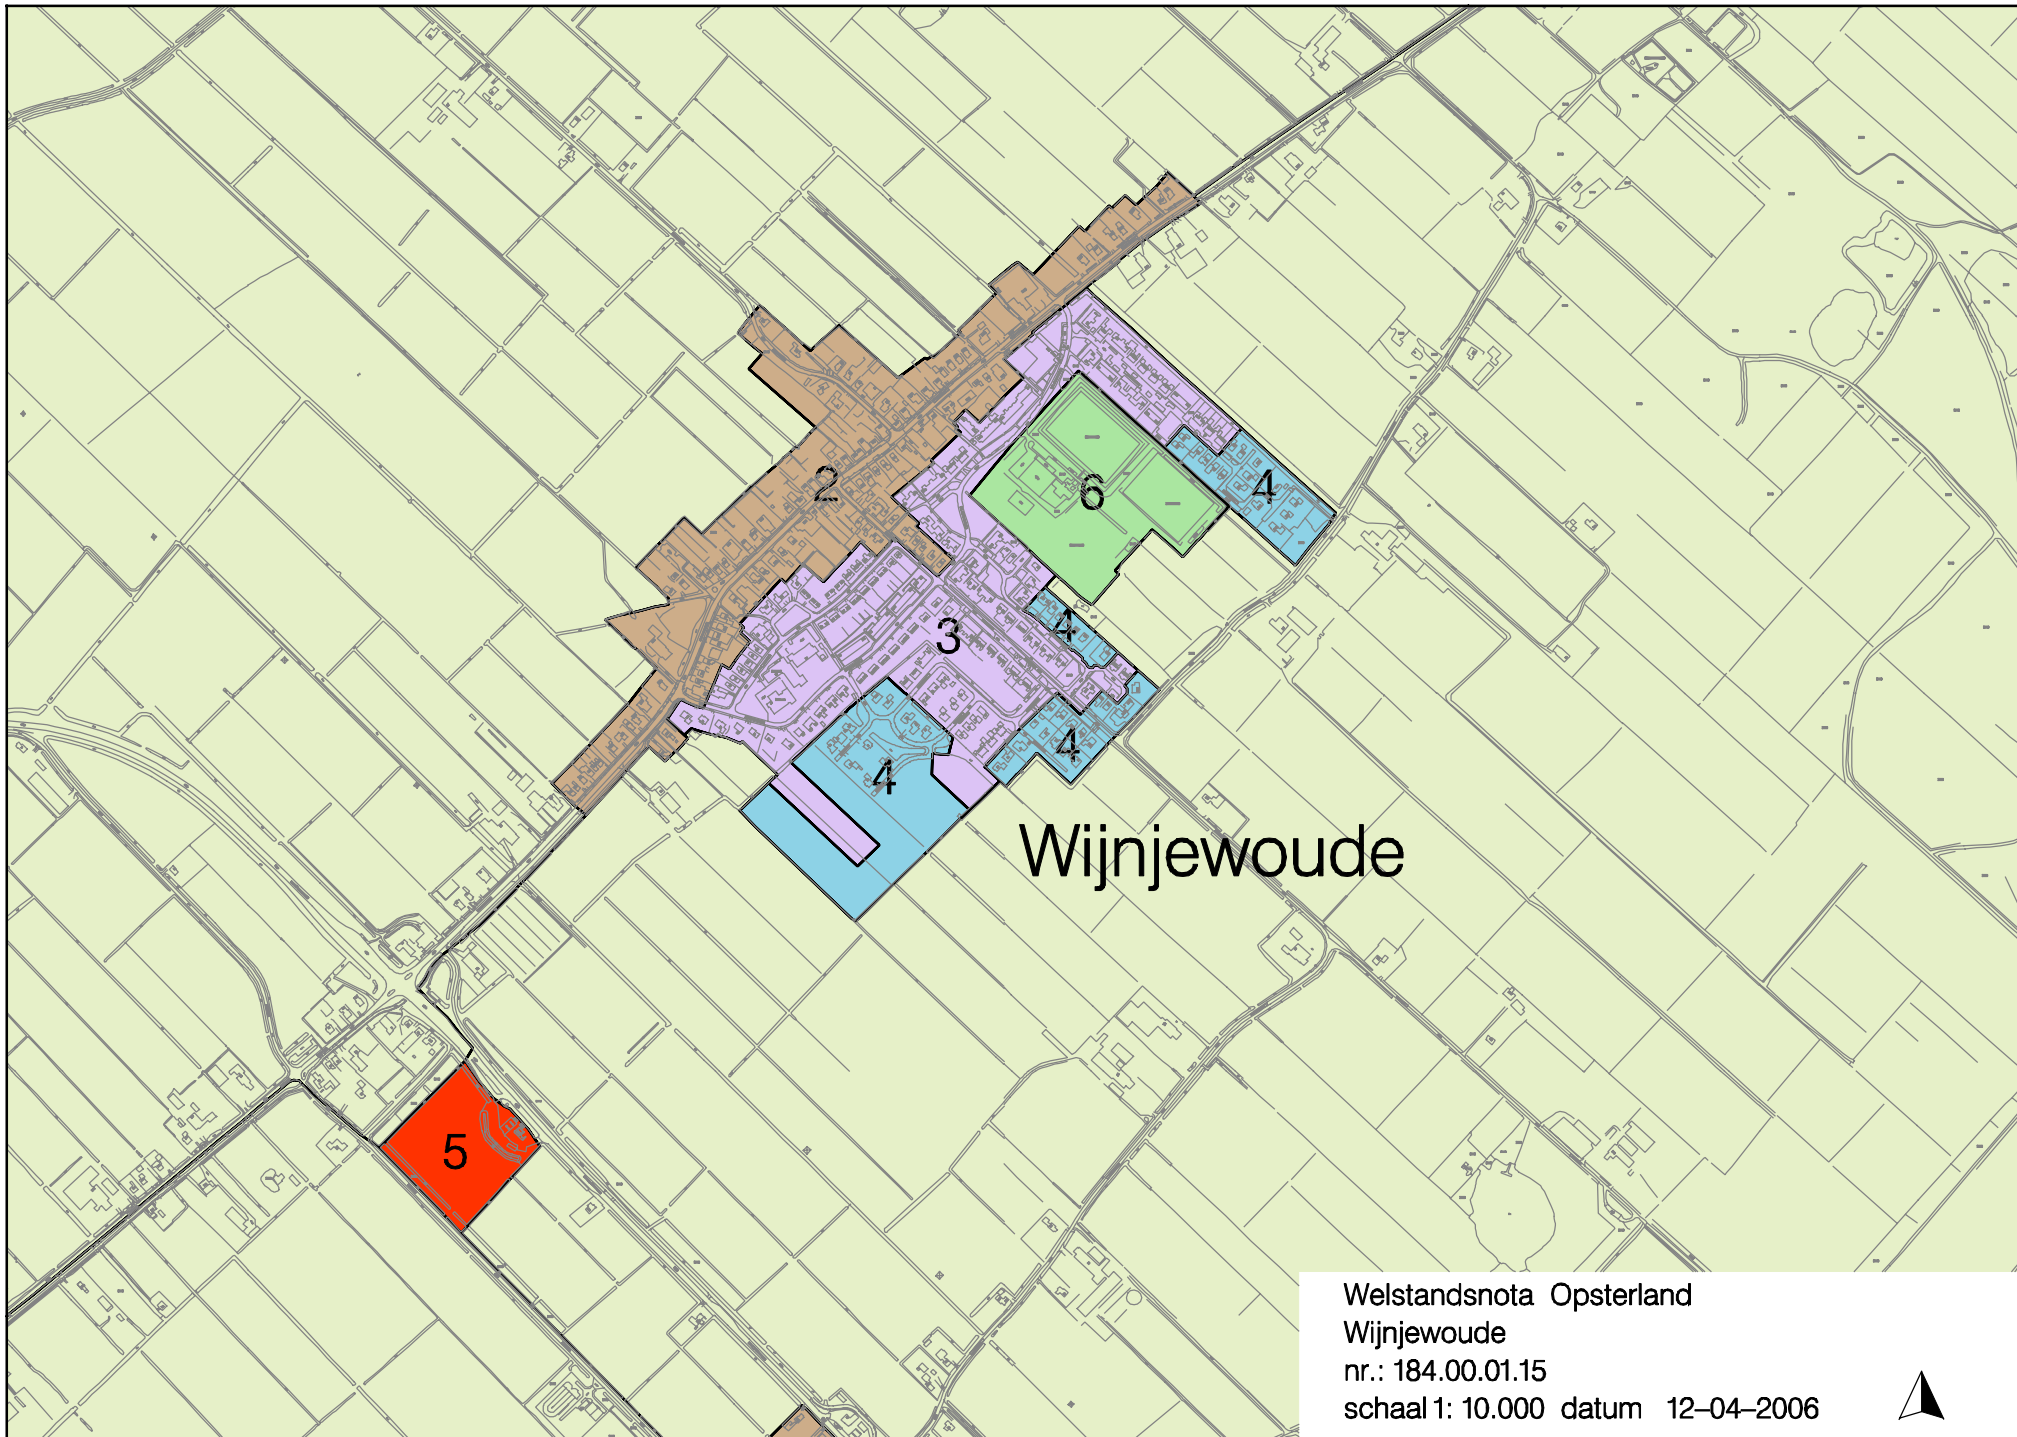 2
6
4
4
3
4
4
Wijnjewoude
5
Welstandsnota Opsterland
Wijnjewoude
nr.: 184.00.01.15
schaal 1: 10.000 datum 12-04-2006